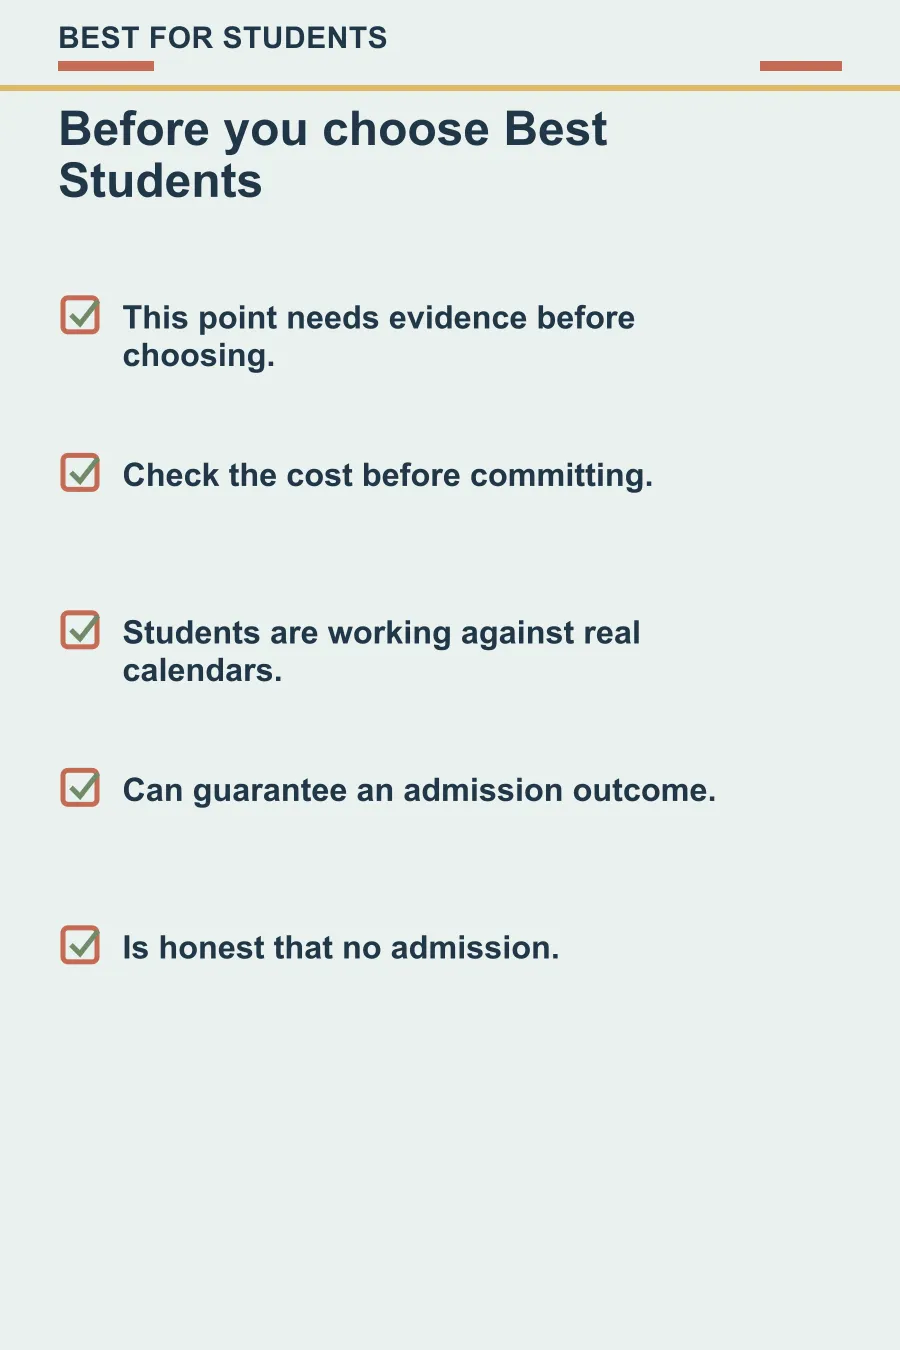 BEST FOR STUDENTS
Before you choose Best
Students
This point needs evidence before
choosing.
Check the cost before committing.
Students are working against real
calendars.
Can guarantee an admission outcome.
Is honest that no admission.